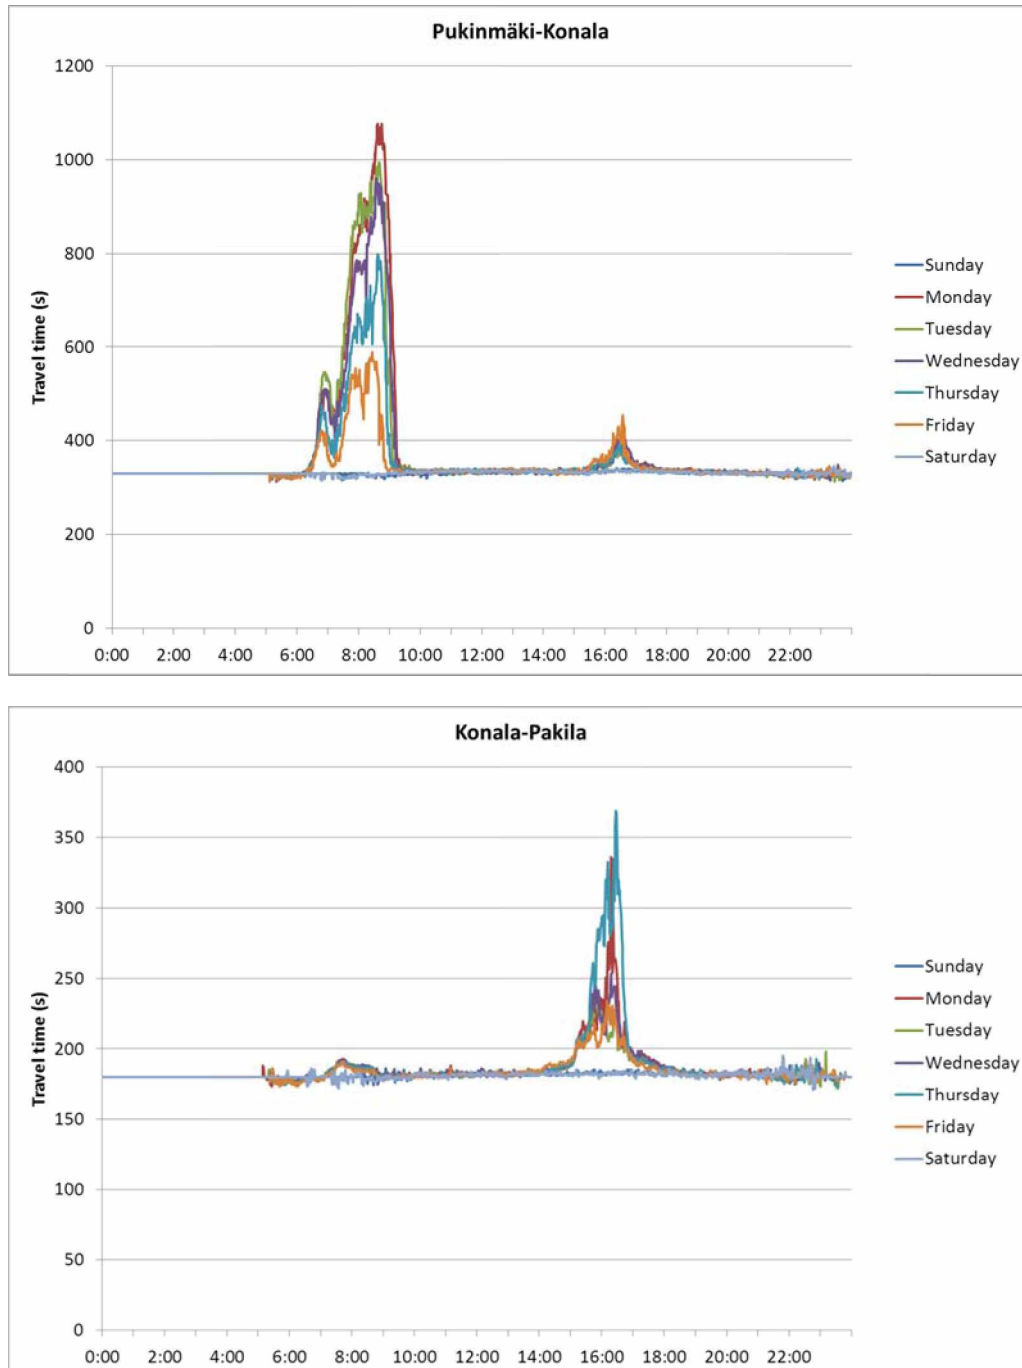 Pukinmäki-Konala
1200
1000
800
600
400
200
0
Travel time (s)
0:00 2:00 4:00 6:00 8:00 10:00 12:00 14:00 16:00 18:00 20:00 22:00
Sunday
Monday
Tuesday
Wednesday
Thursday
Friday
Saturday
Konala-Pakila
400
350
300
250
200
150
100
50
0
Travel time (s)
0:00 2:00 4:00 6:00 8:00 10:00 12:00 14:00 16:00 18:00 20:00 22:00
Sunday
Monday
Tuesday
Wednesday
Thursday
Friday
Saturday